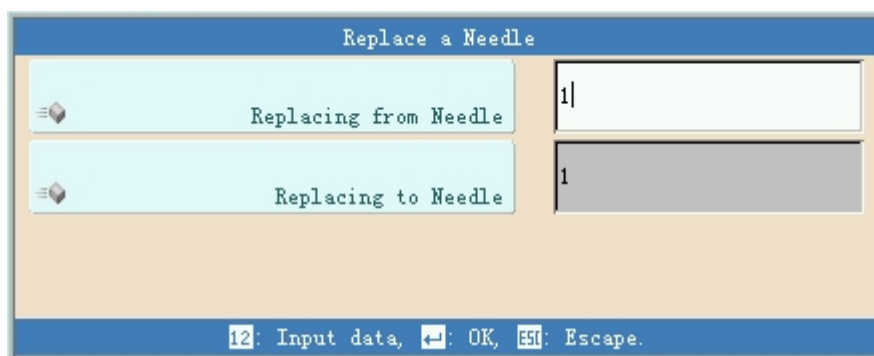 Replace a Needle
Replacing from Needle
1
Replacing to Needle
1
12: Input data, ↵: OK, ESC: Escape.